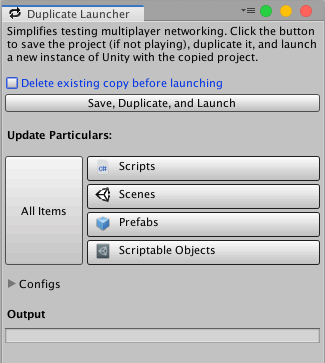 Duplicate Launcher
Simplifies testing multiplayer networking. Click the button
to save the project (if not playing), duplicate it, and launch
a new instance of Unity with the copied project.
Delete existing copy before launching
Save, Duplicate, and Launch
Update Particulars:
All Items
C#
Scripts
Scenes
Prefabs
Scriptable Objects
Configs
Output